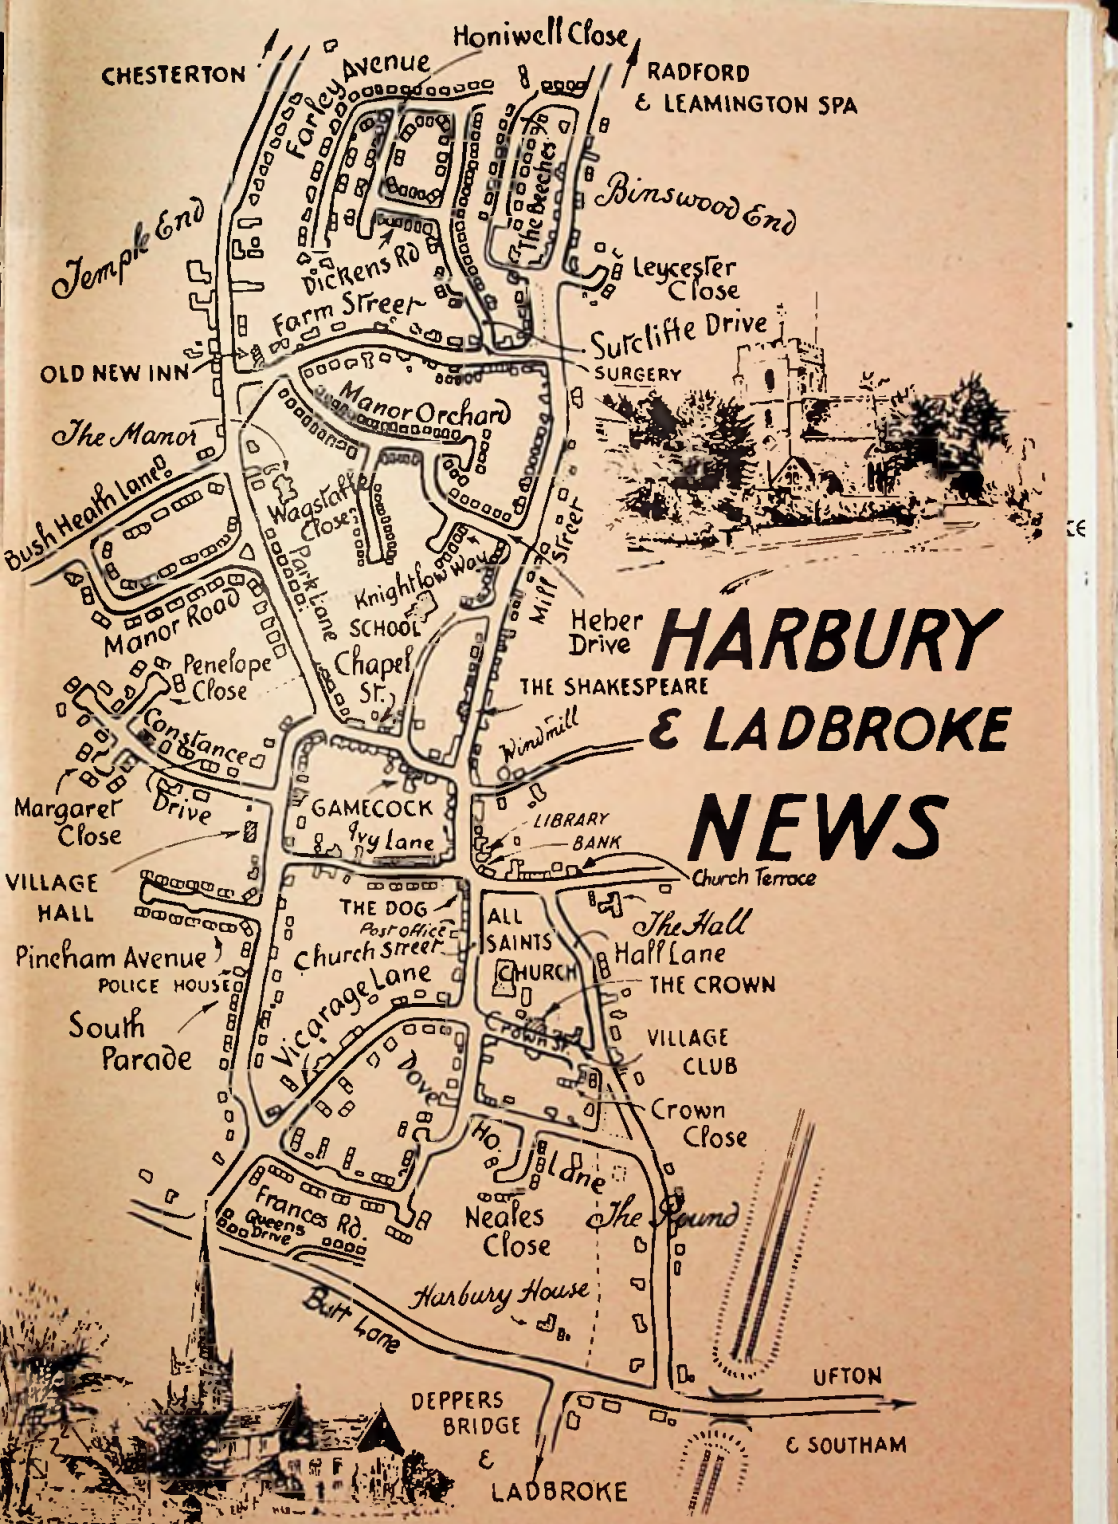 Honiwell Close
CHESTERTON
Farley Avenue
RADFORD
& LEAMINGTON SPA
The Beeches
Binswood End
Temple End
Dickens Rd
Leycester
Close
Farm Street
Sutcliffe Drive
OLD NEW INN
SURGERY
Manor Orchard
The Manor
Bush Heath Lane
Wagstaffe
Close
Park Lane
Mill Street
Knightlow Way
Manor Road
SCHOOL
Heber
Drive
HARBURY
& LADBROKE
NEWS
Penelope
Close
Chapel
St.
THE SHAKESPEARE
Constance
Drive
Windmill
Margaret
Close
GAMECOCK
Ivy Lane
LIBRARY
BANK
Church Terrace
VILLAGE
HALL
THE DOG
Post Office
ALL
SAINTS
CHURCH
The Hall
Pincham Avenue
Church Street
Hall Lane
POLICE HOUSE
THE CROWN
Vicarage Lane
South
Parade
Crown St.
VILLAGE
CLUB
Dove
Ho.
Lane
Crown
Close
Frances Rd.
Queens
Drive
Neales
Close
The Pound
Harbury House
Butt Lane
UFTON
& SOUTHAM
DEPPERS
BRIDGE
&
LADBROKE